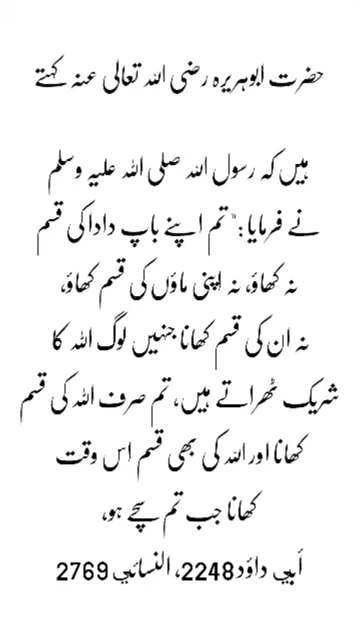 حضرت ابوہریرہ رضی اللہ تعالی عنہ کہتے
ہیں کہ رسول اللہ صلی اللہ علیہ وسلم
نے فرمایا: ”تم اپنے باپ دادا کی قسم
نہ کھاؤ، نہ اپنی ماؤں کی قسم کھاؤ،
نہ ان کی قسم کھانا جنہیں لوگ اللہ کا
شریک ٹھراتے ہیں، تم صرف اللہ کی قسم
کھانا اور اللہ کی بھی قسم اس وقت
کھانا جب تم سچے ہو،
أبي داؤد2248، النسائي 2769